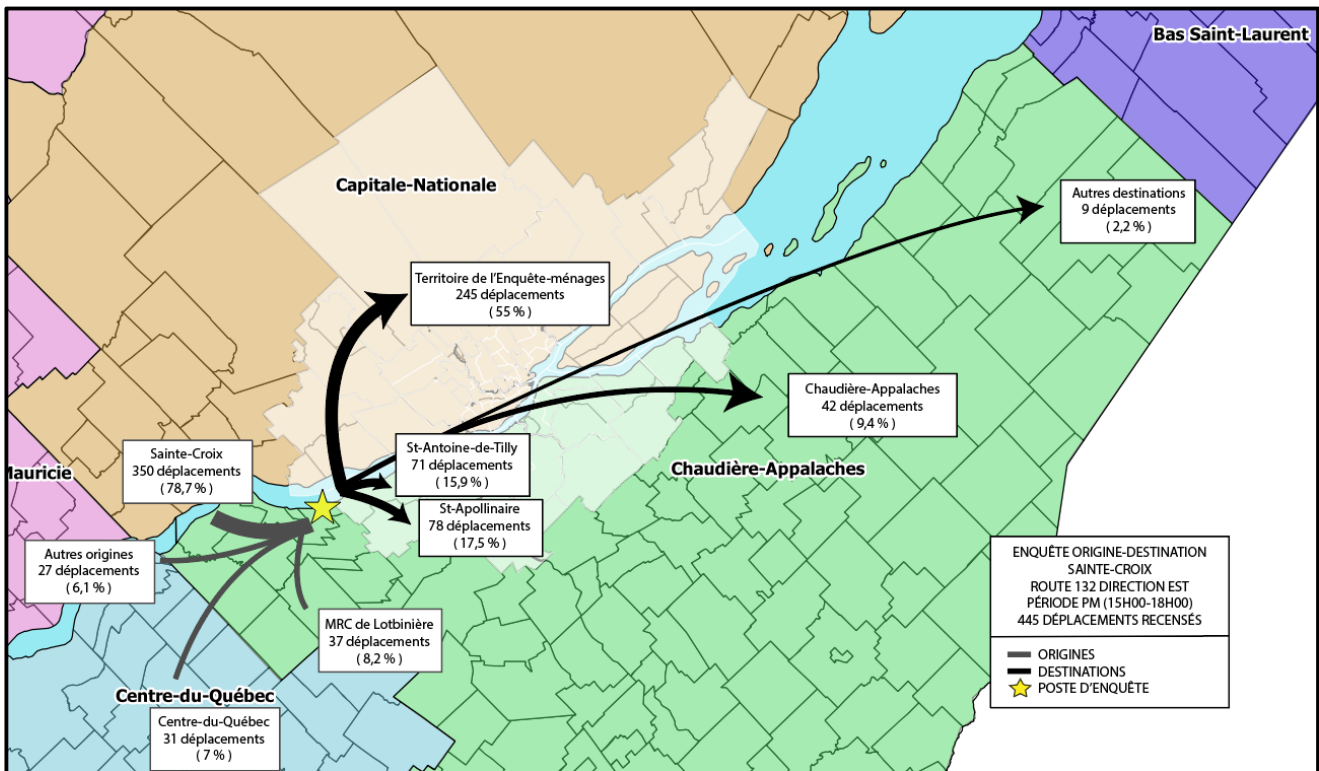 Bas Saint-Laurent
Capitale-Nationale
Autres destinations
9 déplacements
( 2,2 % )
Territoire de l'Enquête-ménages
245 déplacements
( 55 % )
Chaudière-Appalaches
42 déplacements
( 9,4 % )
St-Antoine-de-Tilly
71 déplacements
( 15,9 % )
Sainte-Croix
350 déplacements
( 78,7 % )
Mauricie
Chaudière-Appalaches
St-Apollinaire
78 déplacements
( 17,5 % )
Autres origines
27 déplacements
( 6,1 % )
MRC de Lotbinière
37 déplacements
( 8,2 % )
Centre-du-Québec
Centre-du-Québec
31 déplacements
( 7 % )
ENQUÊTE ORIGINE-DESTINATION
SAINTE-CROIX
ROUTE 132 DIRECTION EST
PÉRIODE PM (15H00-18H00)
445 DÉPLACEMENTS RECENSÉS
ORIGINES
DESTINATIONS
POSTE D'ENQUÊTE